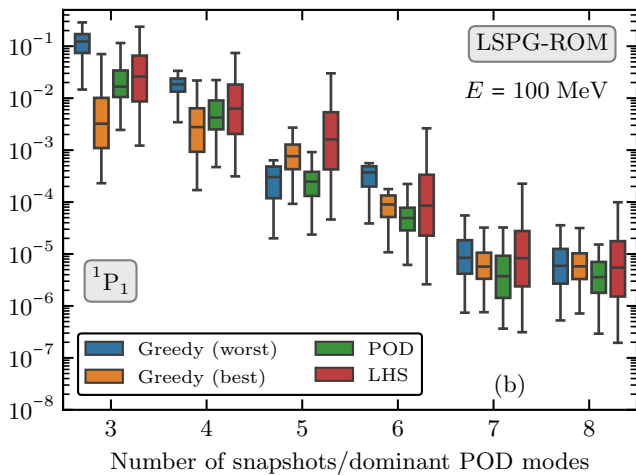 10⁻¹
10⁻²
10⁻³
10⁻⁴
10⁻⁵
10⁻⁶
10⁻⁷
10⁻⁸
LSPG-ROM
E = 100 MeV
¹P₁
Greedy (worst)
Greedy (best)
POD
LHS
(b)
3 4 5 6 7 8
Number of snapshots/dominant POD modes